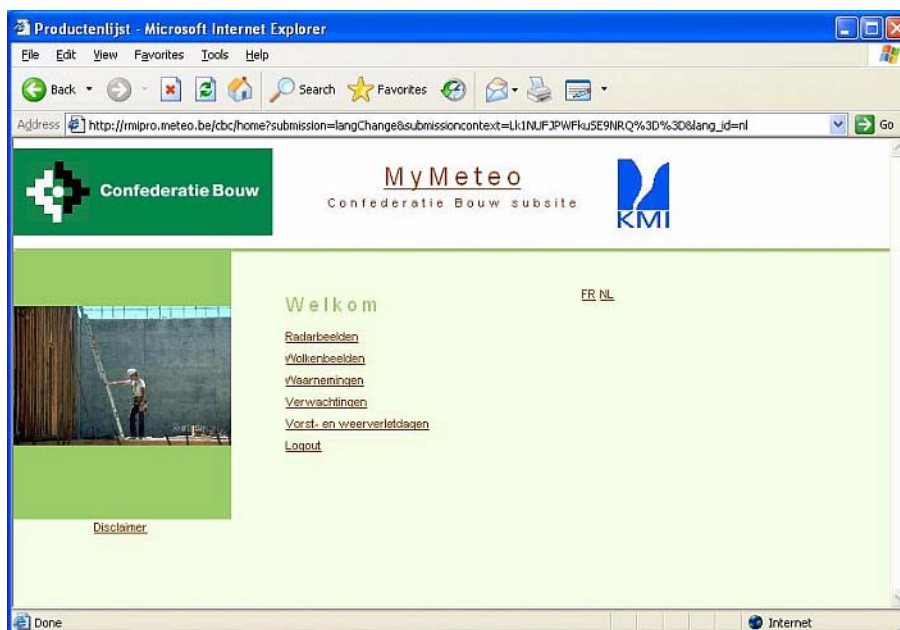 Productenlijst - Microsoft Internet Explorer
File Edit View Favorites Tools Help
Back Search Favorites
Address http://rmipro.meteo.be/cbc/home?submission=langChange&submissioncontext=Lk1NUFJPWFku5E9NRQ%3D%3D&lang_id=nl Go
Confederatie Bouw
MyMeteo
Confederatie Bouw subsite
KMI
FR NL
Welkom
Radarbeelden
Wolkenbeelden
Waarnemingen
Verwachtingen
Vorst- en weerverletdagen
Logout
Disclaimer
Done Internet